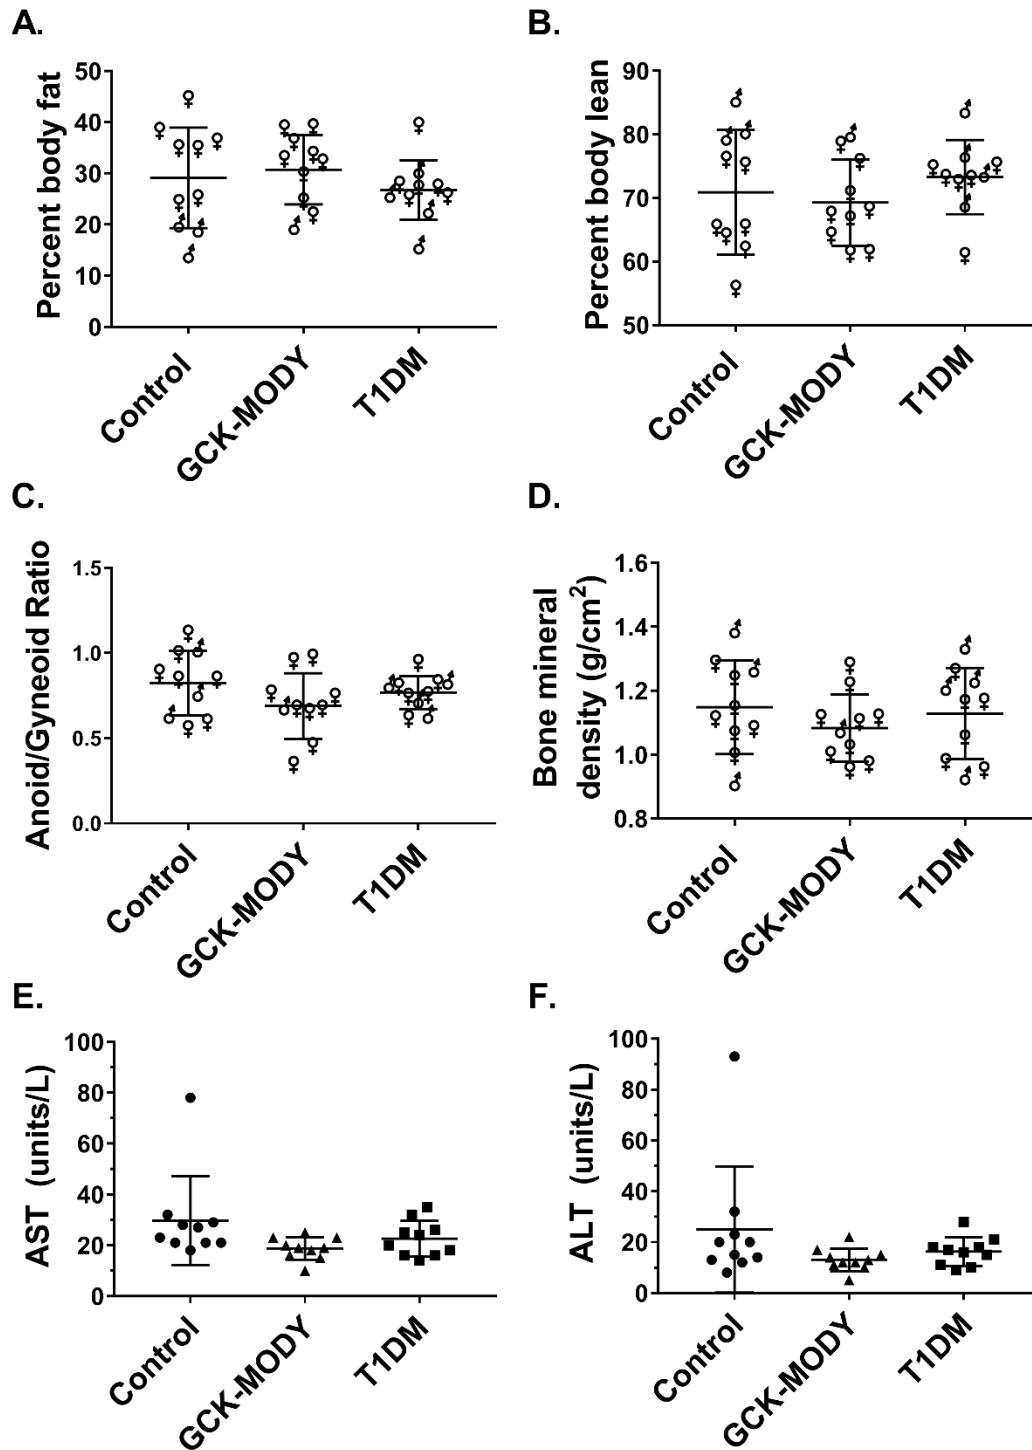 A.
Percent body fat
50
40
30
20
10
0
Control
GCK-MODY
T1DM
B.
Percent body lean
90
80
70
60
50
Control
GCK-MODY
T1DM
C.
Anoid/Gyneoid Ratio
1.5
1.0
0.5
0.0
Control
GCK-MODY
T1DM
D.
Bone mineral
density (g/cm²)
1.6
1.4
1.2
1.0
0.8
Control
GCK-MODY
T1DM
E.
AST (units/L)
100
80
60
40
20
0
Control
GCK-MODY
T1DM
F.
ALT (units/L)
100
80
60
40
20
0
Control
GCK-MODY
T1DM